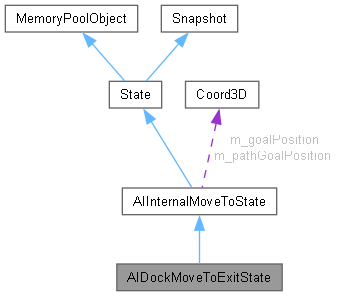 MemoryPoolObject
Snapshot
State
Coord3D
m_goalPosition
m_pathGoalPosition
AIInternalMoveToState
AIDockMoveToExitState